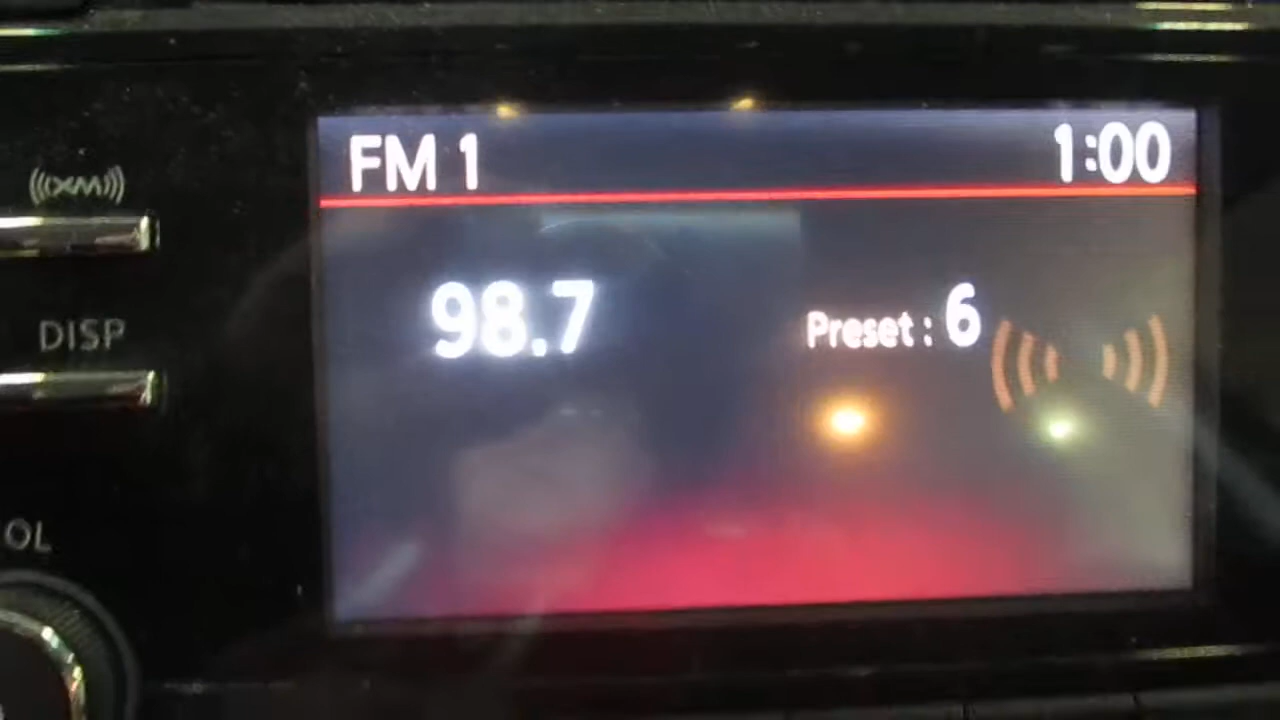 FM 1 1:00
(((XM)))
98.7 Preset : 6
DISP
OL